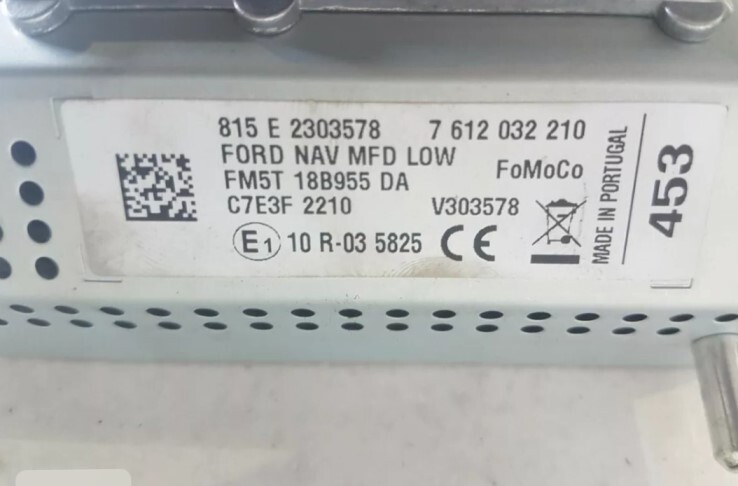 815 E 2303578 7 612 032 210
FORD NAV MFD LOW
FM5T 18B955 DA FoMoCo
C7E3F 2210 V303578
E1 10 R-03 5825 CE
MADE IN PORTUGAL
453